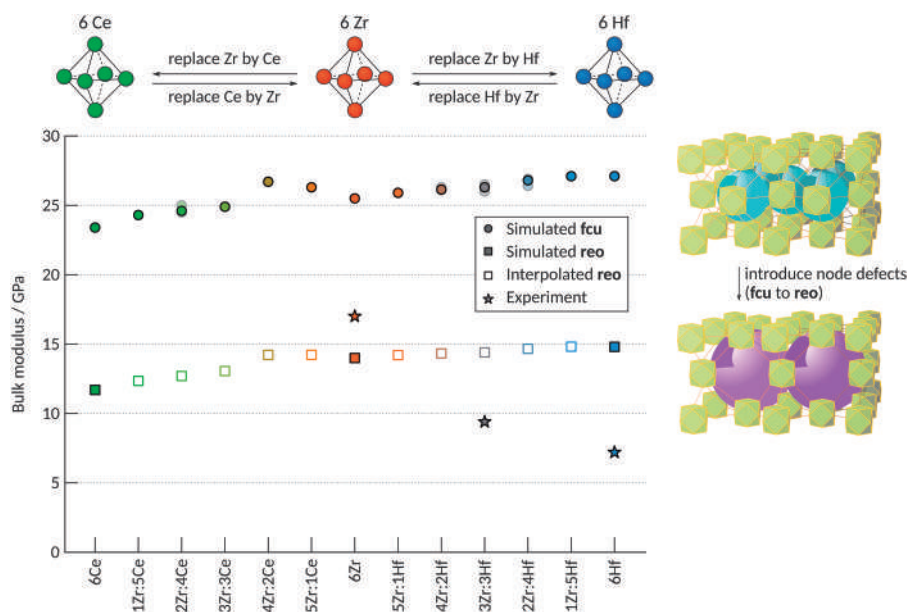 6 Ce
6 Zr
6 Hf
replace Zr by Ce
replace Ce by Zr
replace Zr by Hf
replace Hf by Zr
Bulk modulus / GPa
30
25
20
15
10
5
0
Simulated fcu
Simulated reo
Interpolated reo
Experiment
6Ce
1Zr:5Ce
2Zr:4Ce
3Zr:3Ce
4Zr:2Ce
5Zr:1Ce
6Zr
5Zr:1Hf
4Zr:2Hf
3Zr:3Hf
2Zr:4Hf
1Zr:5Hf
6Hf
introduce node defects
(fcu to reo)